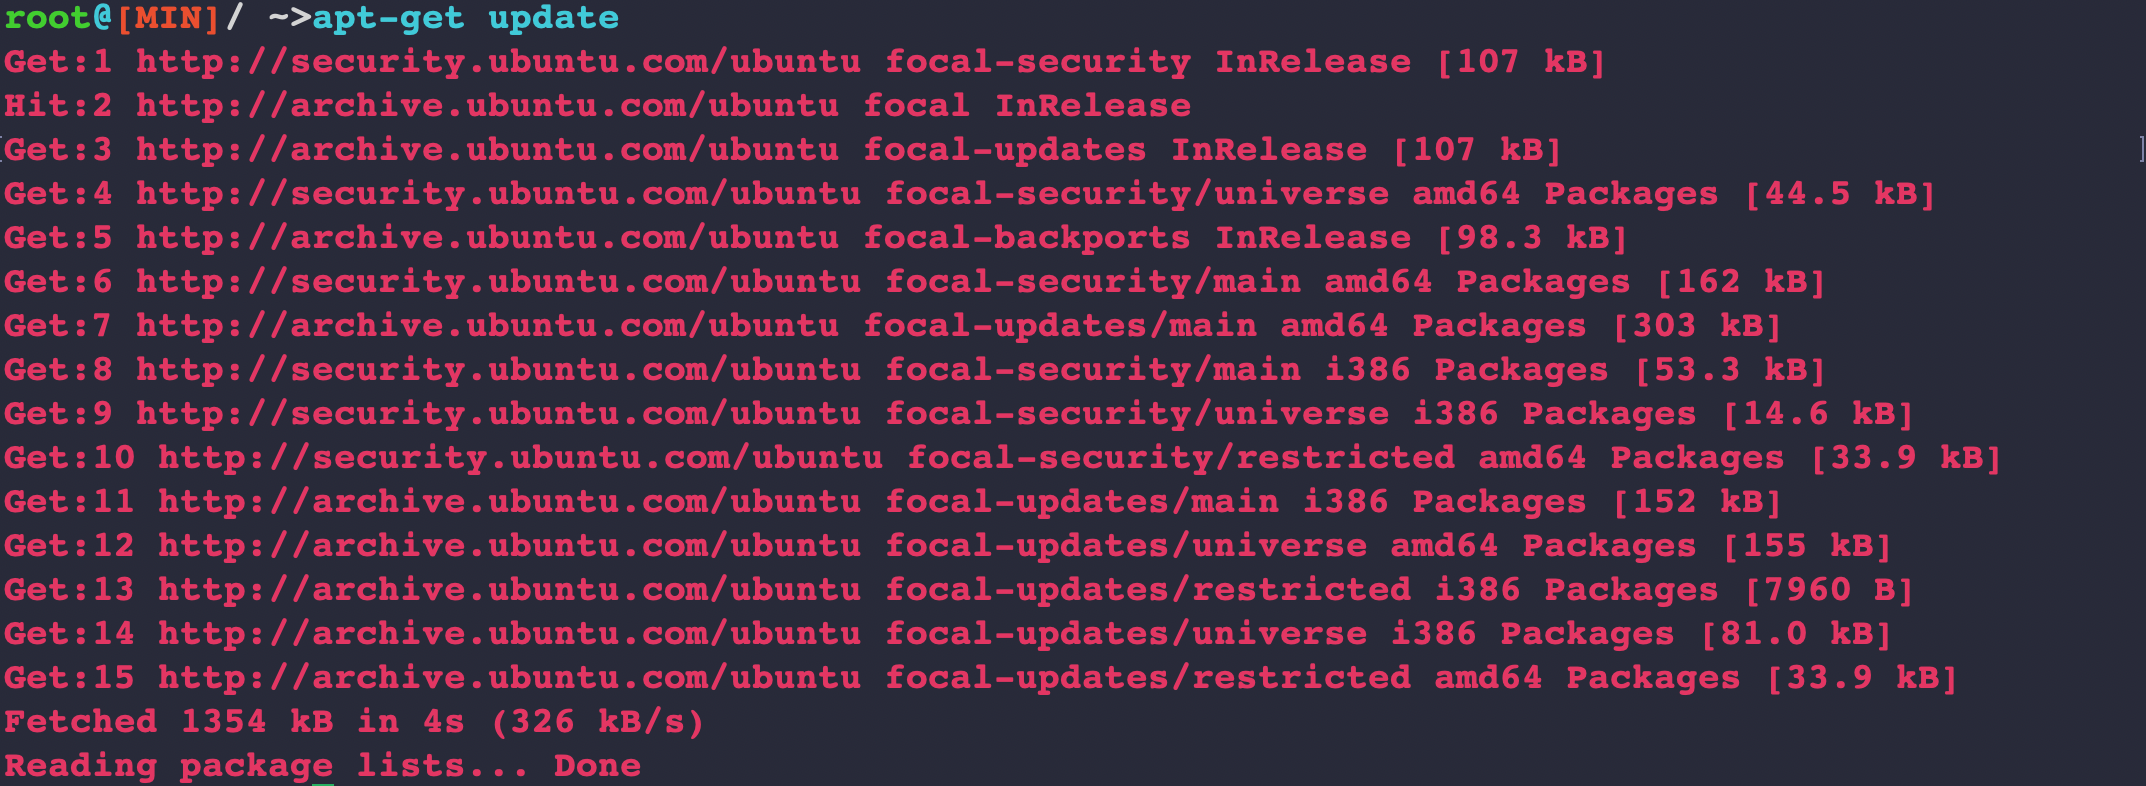 root@[MIN]/ ~>apt-get update
Get:1 http://security.ubuntu.com/ubuntu focal-security InRelease [107 kB]
Hit:2 http://archive.ubuntu.com/ubuntu focal InRelease
Get:3 http://archive.ubuntu.com/ubuntu focal-updates InRelease [107 kB]
Get:4 http://security.ubuntu.com/ubuntu focal-security/universe amd64 Packages [44.5 kB]
Get:5 http://archive.ubuntu.com/ubuntu focal-backports InRelease [98.3 kB]
Get:6 http://security.ubuntu.com/ubuntu focal-security/main amd64 Packages [162 kB]
Get:7 http://archive.ubuntu.com/ubuntu focal-updates/main amd64 Packages [303 kB]
Get:8 http://security.ubuntu.com/ubuntu focal-security/main i386 Packages [53.3 kB]
Get:9 http://security.ubuntu.com/ubuntu focal-security/universe i386 Packages [14.6 kB]
Get:10 http://security.ubuntu.com/ubuntu focal-security/restricted amd64 Packages [33.9 kB]
Get:11 http://archive.ubuntu.com/ubuntu focal-updates/main i386 Packages [152 kB]
Get:12 http://archive.ubuntu.com/ubuntu focal-updates/universe amd64 Packages [155 kB]
Get:13 http://archive.ubuntu.com/ubuntu focal-updates/restricted i386 Packages [7960 B]
Get:14 http://archive.ubuntu.com/ubuntu focal-updates/universe i386 Packages [81.0 kB]
Get:15 http://archive.ubuntu.com/ubuntu focal-updates/restricted amd64 Packages [33.9 kB]
Fetched 1354 kB in 4s (326 kB/s)
Reading package lists... Done